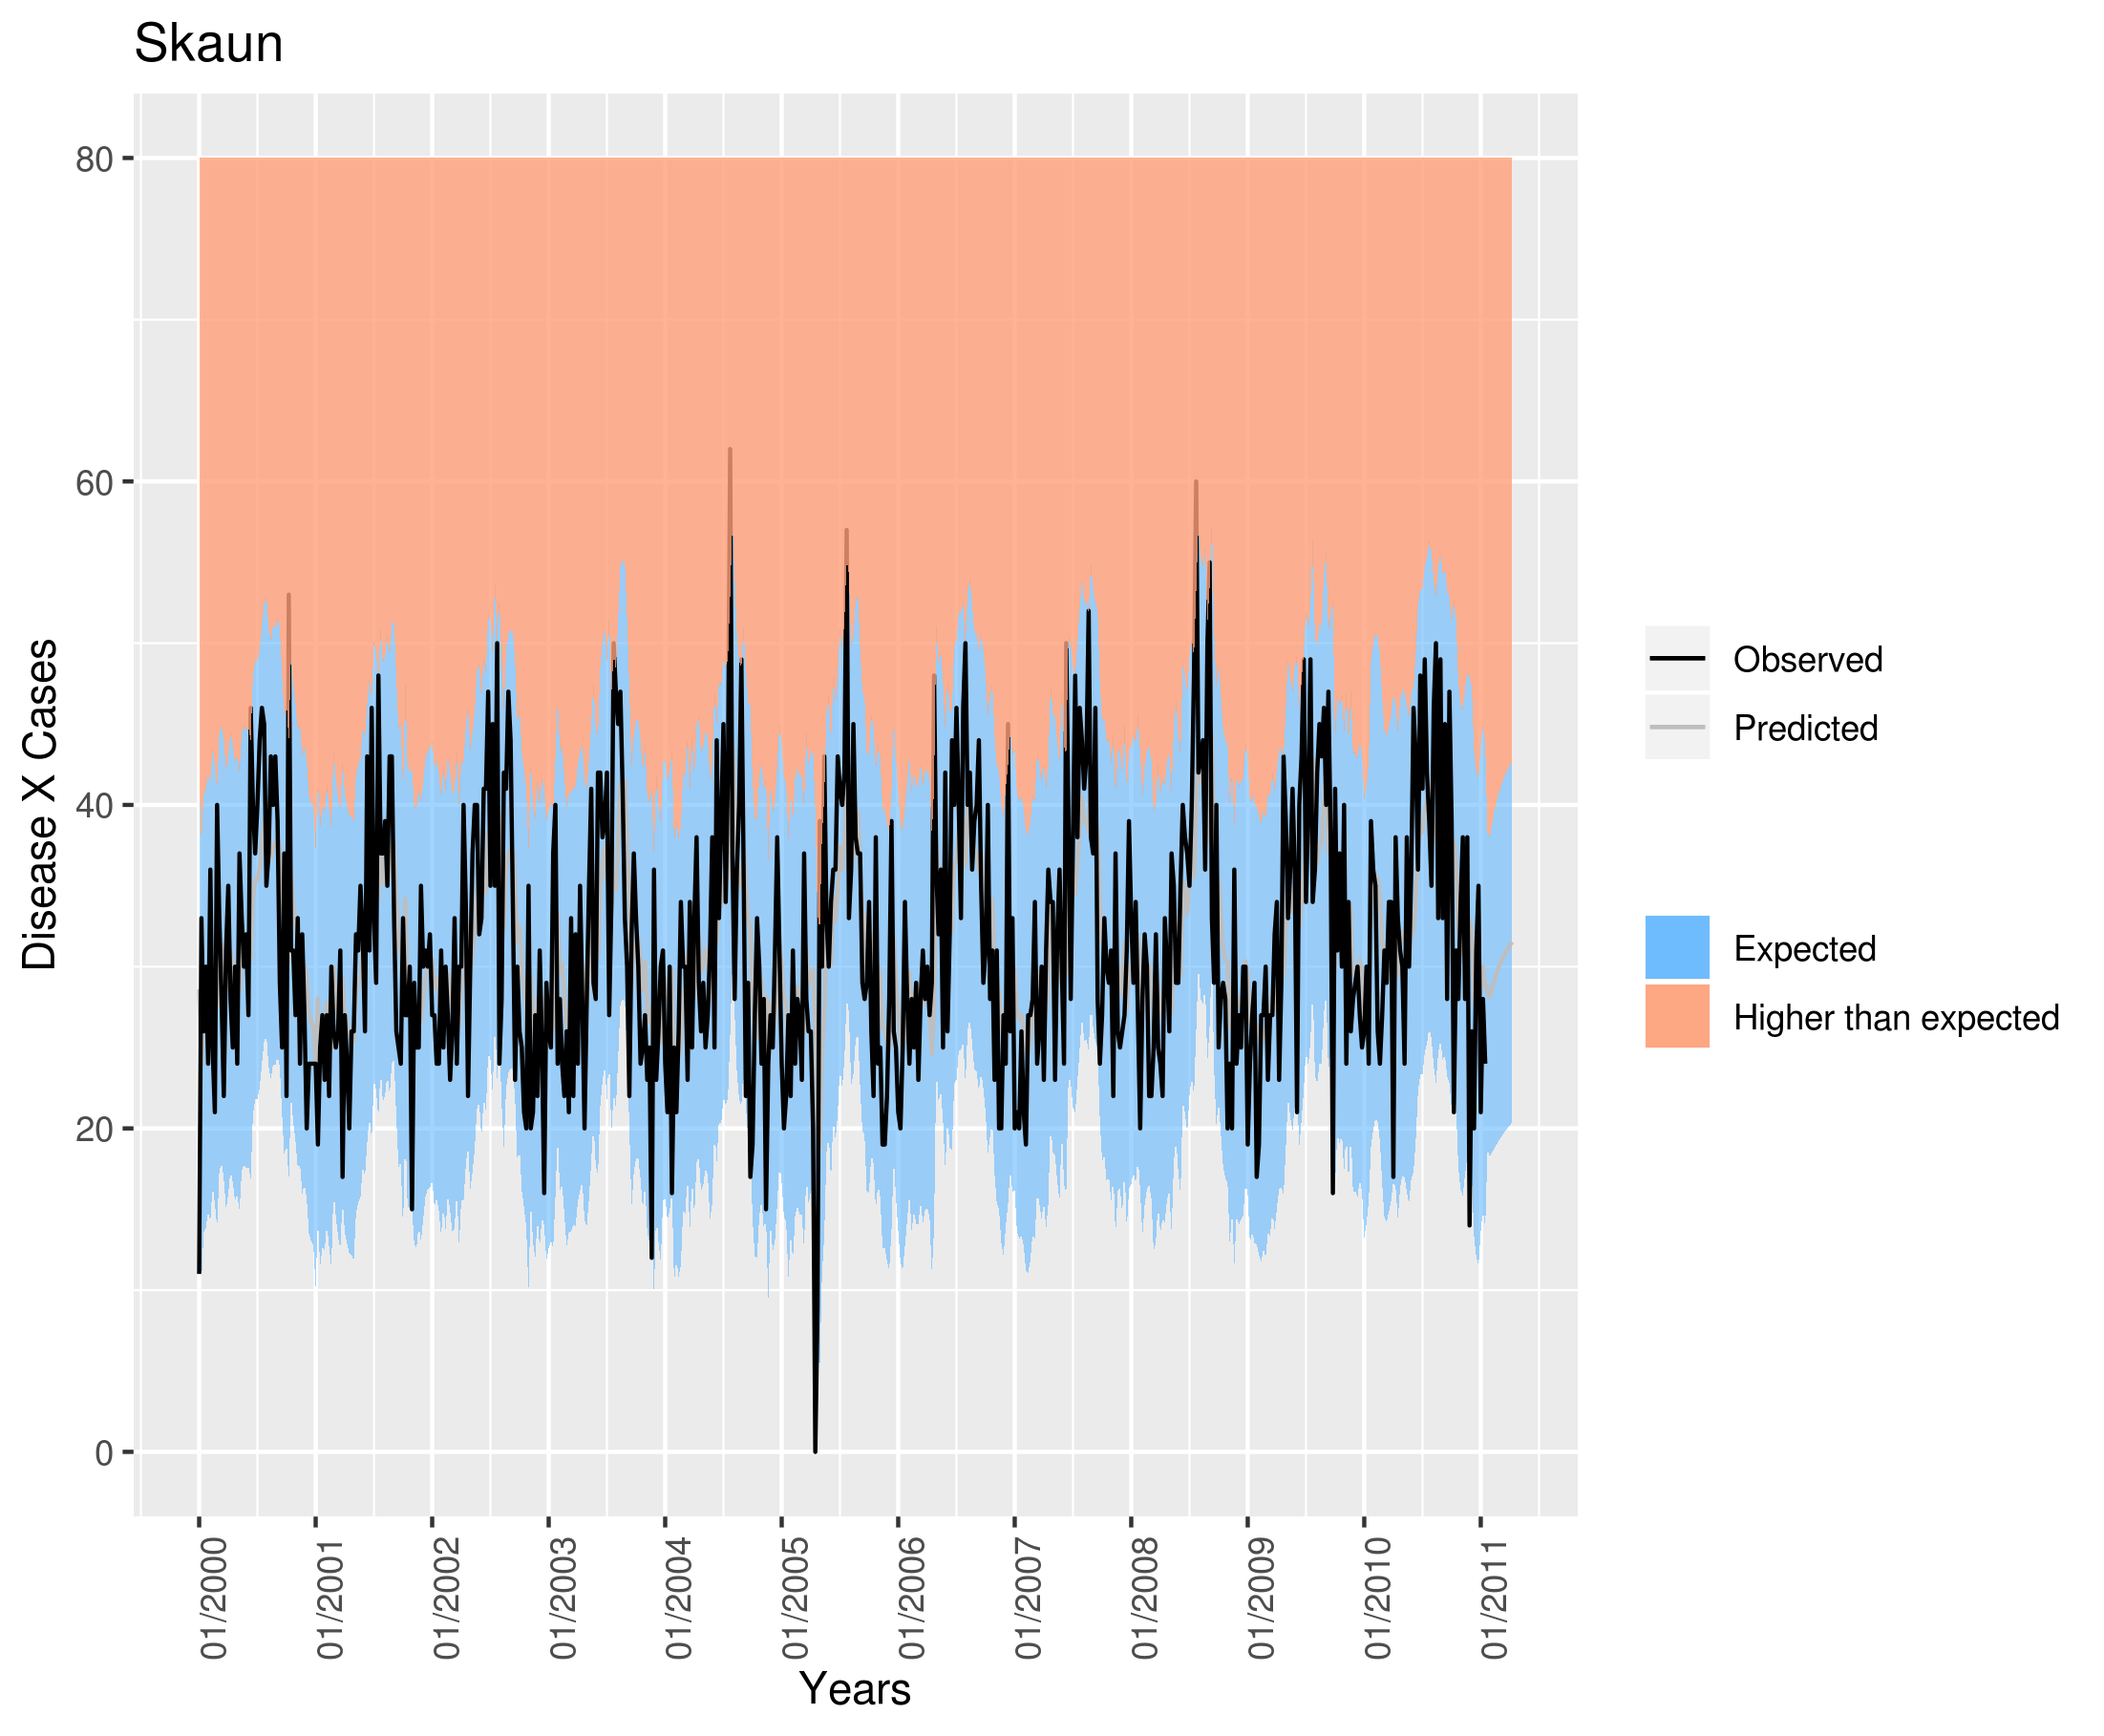 Skaun
Disease X Cases
80
60
40
20
0
01/2000
01/2001
01/2002
01/2003
01/2004
01/2005
01/2006
01/2007
01/2008
01/2009
01/2010
01/2011
Years
Observed
Predicted
Expected
Higher than expected